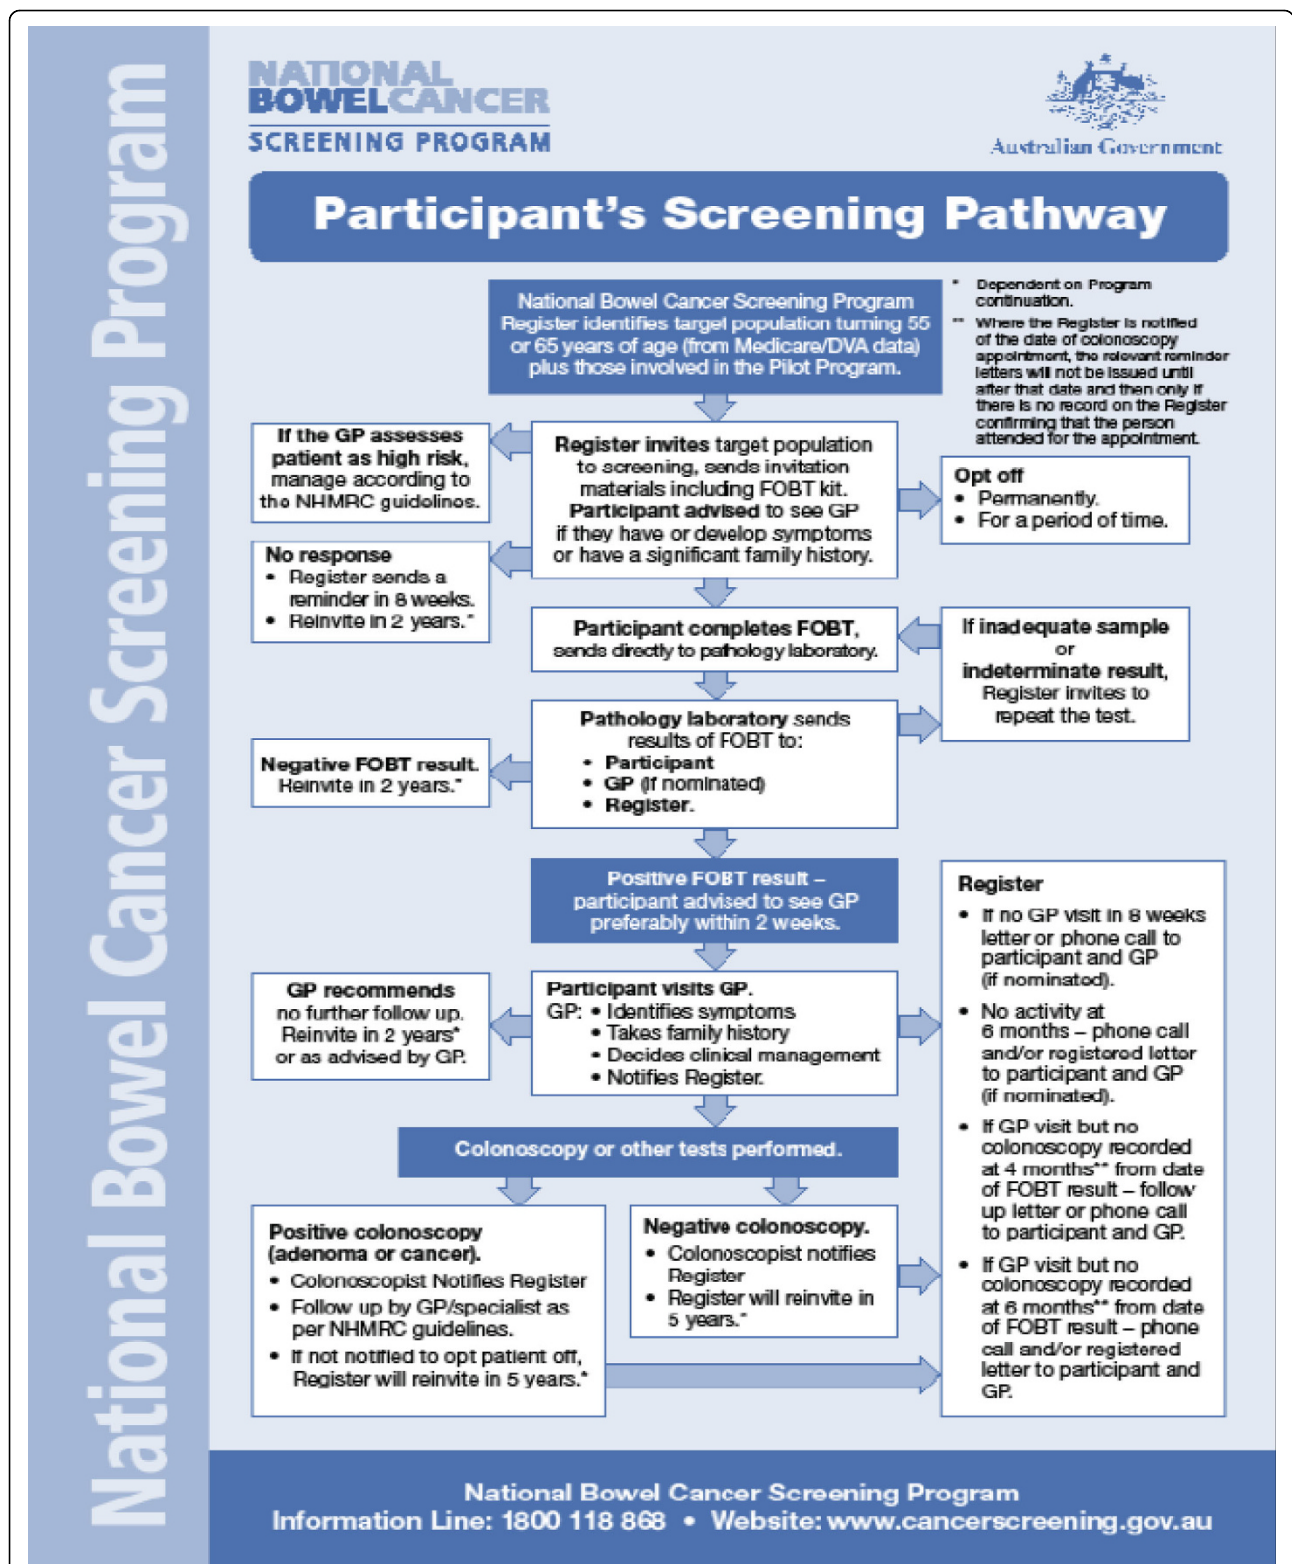 National Bowel Cancer Screening Program
NATIONAL
BOWELCANCER
SCREENING PROGRAM
Australian Government
Participant's Screening Pathway
National Bowel Cancer Screening Program
Register identifies target population turning 55
or 65 years of age (from Medicare/DVA data)
plus those involved in the Pilot Program.
* Dependent on Program
continuation.
** Where the Register is notified
of the date of colonoscopy
appointment, the relevant reminder
letters will not be issued until
after that date and then only if
there is no record on the Register
confirming that the person
attended for the appointment.
If the GP assesses
patient as high risk,
manage according to
the NHMRC guidelines.
Register invites target population
to screening, sends invitation
materials including FOBT kit.
Participant advised to see GP
if they have or develop symptoms
or have a significant family history.
Opt off
• Permanently.
• For a period of time.
No response
• Register sends a
reminder in 8 weeks.
• Reinvite in 2 years.*
Participant completes FOBT,
sends directly to pathology laboratory.
If inadequate sample
or
indeterminate result,
Register invites to
repeat the test.
Pathology laboratory sends
results of FOBT to:
• Participant
• GP (if nominated)
• Register.
Negative FOBT result.
Reinvite in 2 years.*
Positive FOBT result –
participant advised to see GP
preferably within 2 weeks.
GP recommends
no further follow up.
Reinvite in 2 years*
or as advised by GP.
Participant visits GP.
GP: • Identifies symptoms
• Takes family history
• Decides clinical management
• Notifies Register.
Register
• If no GP visit in 8 weeks
letter or phone call to
participant and GP
(if nominated).
• No activity at
6 months – phone call
and/or registered letter
to participant and GP
(if nominated).
• If GP visit but no
colonoscopy recorded
at 4 months** from date
of FOBT result – follow
up letter or phone call
to participant and GP.
• If GP visit but no
colonoscopy recorded
at 6 months** from date
of FOBT result – phone
call and/or registered
letter to participant and
GP.
Colonoscopy or other tests performed.
Positive colonoscopy
(adenoma or cancer).
• Colonoscopist Notifies Register
• Follow up by GP/specialist as
per NHMRC guidelines.
• If not notified to opt patient off,
Register will reinvite in 5 years.*
Negative colonoscopy.
• Colonoscopist notifies
Register
• Register will reinvite in
5 years.*
National Bowel Cancer Screening Program
Information Line: 1800 118 868 • Website: www.cancerscreening.gov.au